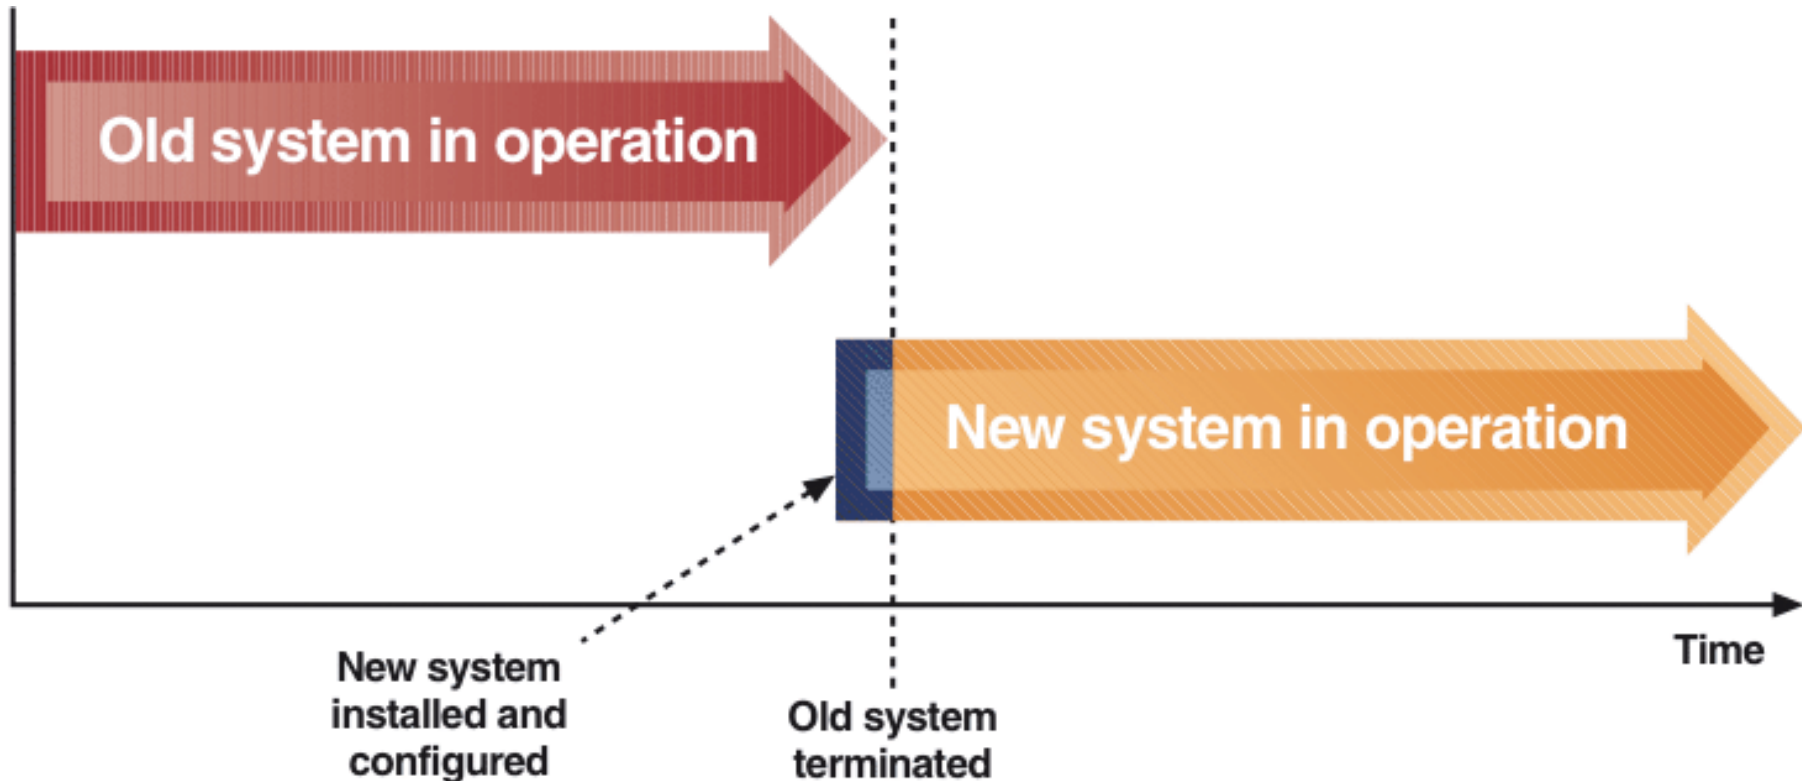 Old system in operation
New system in operation
Time
New system
installed and
configured
Old system
terminated